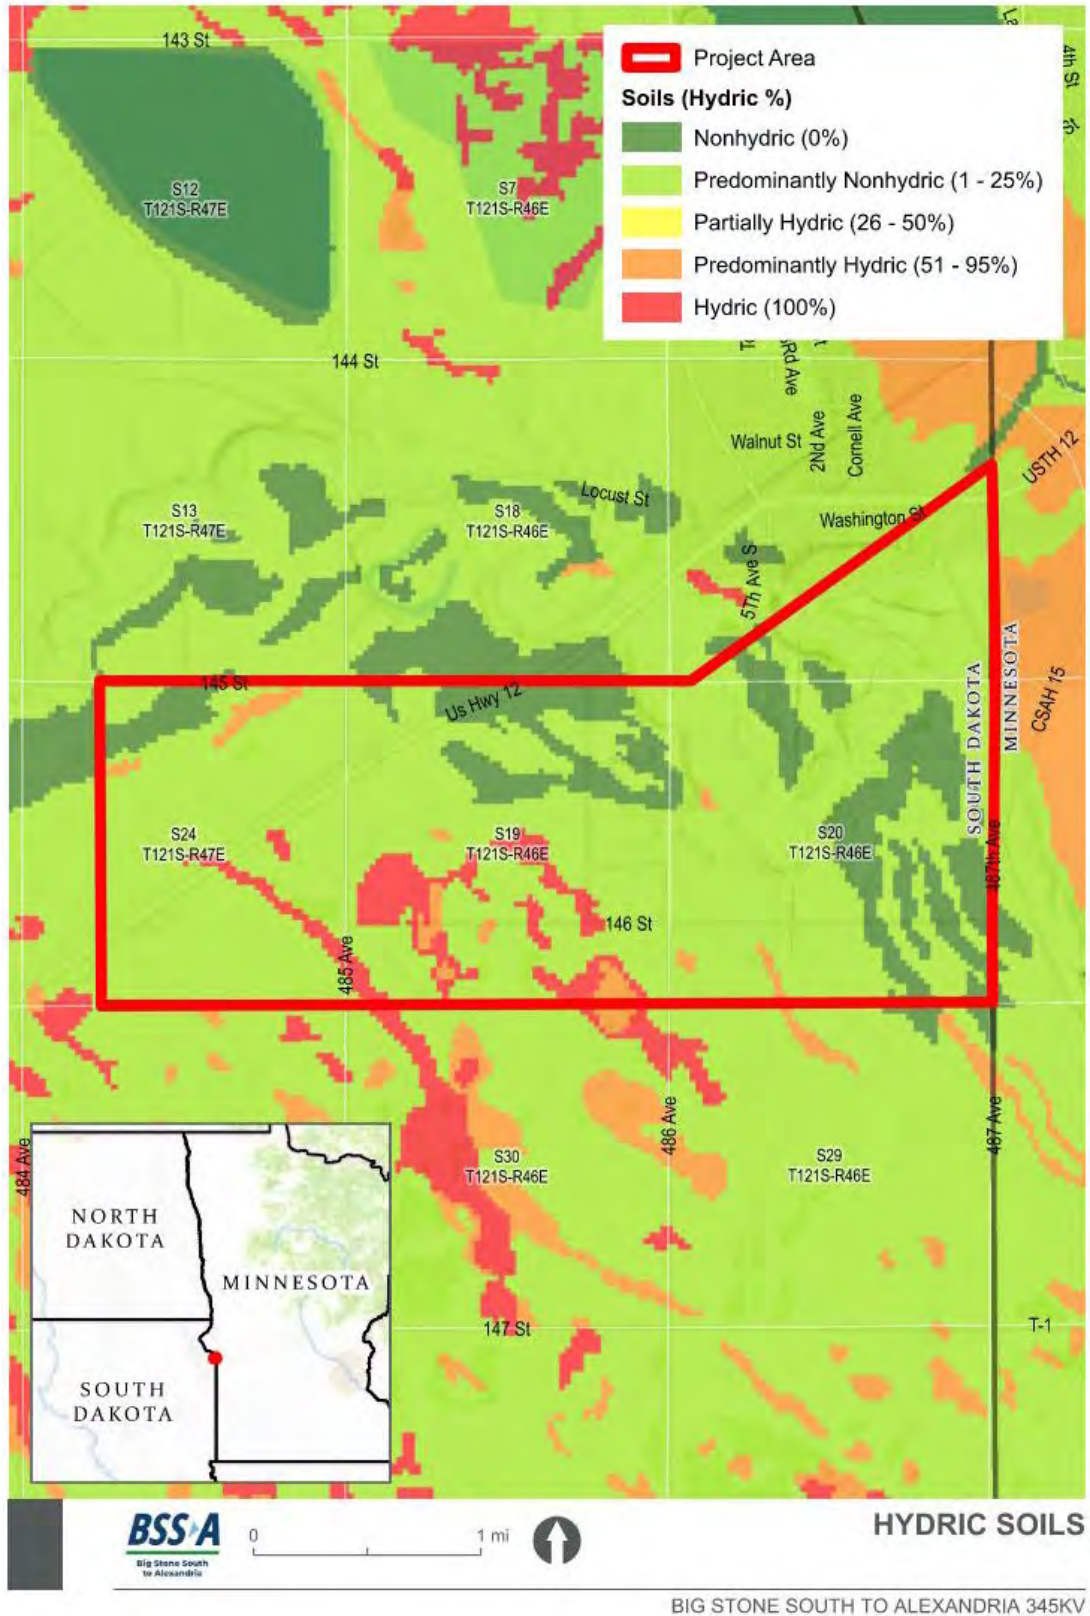 143 St
La
4th St
Project Area
Soils (Hydric %)
Nonhydric (0%)
Predominantly Nonhydric (1 - 25%)
Partially Hydric (26 - 50%)
Predominantly Hydric (51 - 95%)
Hydric (100%)
S12
T121S-R47E
S7
T121S-R46E
144 St
Rd Ave
Walnut St
2Nd Ave
Cornell Ave
USTH 12
Locust St
Washington St
S13
T121S-R47E
S18
T121S-R46E
5Th Ave S
145 St
Us Hwy 12
SOUTH DAKOTA
MINNESOTA
CSAH 15
S24
T121S-R47E
S19
T121S-R46E
S20
T121S-R46E
487th Ave
146 St
485 Ave
484 Ave
486 Ave
487 Ave
S30
T121S-R46E
S29
T121S-R46E
147 St
T-1
NORTH
DAKOTA
MINNESOTA
SOUTH
DAKOTA
BSSA
Big Stone South
to Alexandria
0 1 mi
HYDRIC SOILS
BIG STONE SOUTH TO ALEXANDRIA 345KV